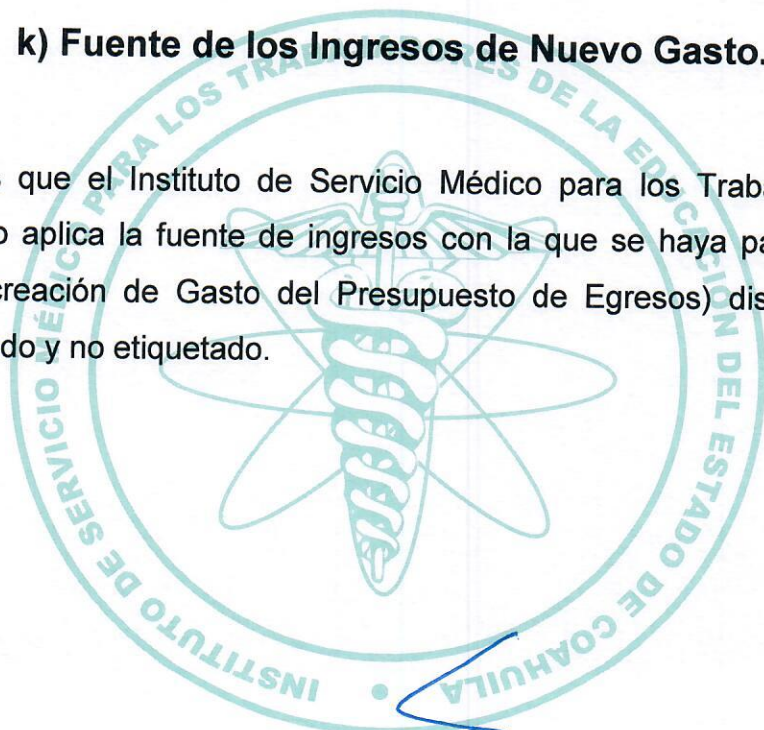 k) Fuente de los Ingresos de Nuevo Gasto.
que el Instituto de Servicio Médico para los Traba
aplica la fuente de ingresos con la que se haya pa
creación de Gasto del Presupuesto de Egresos) dis
do y no etiquetado.
INSTITUTO DE SERVICIO MÉDICO PARA LOS TRABAJADORES DE LA EDUCACIÓN DEL ESTADO DE COAHUILA